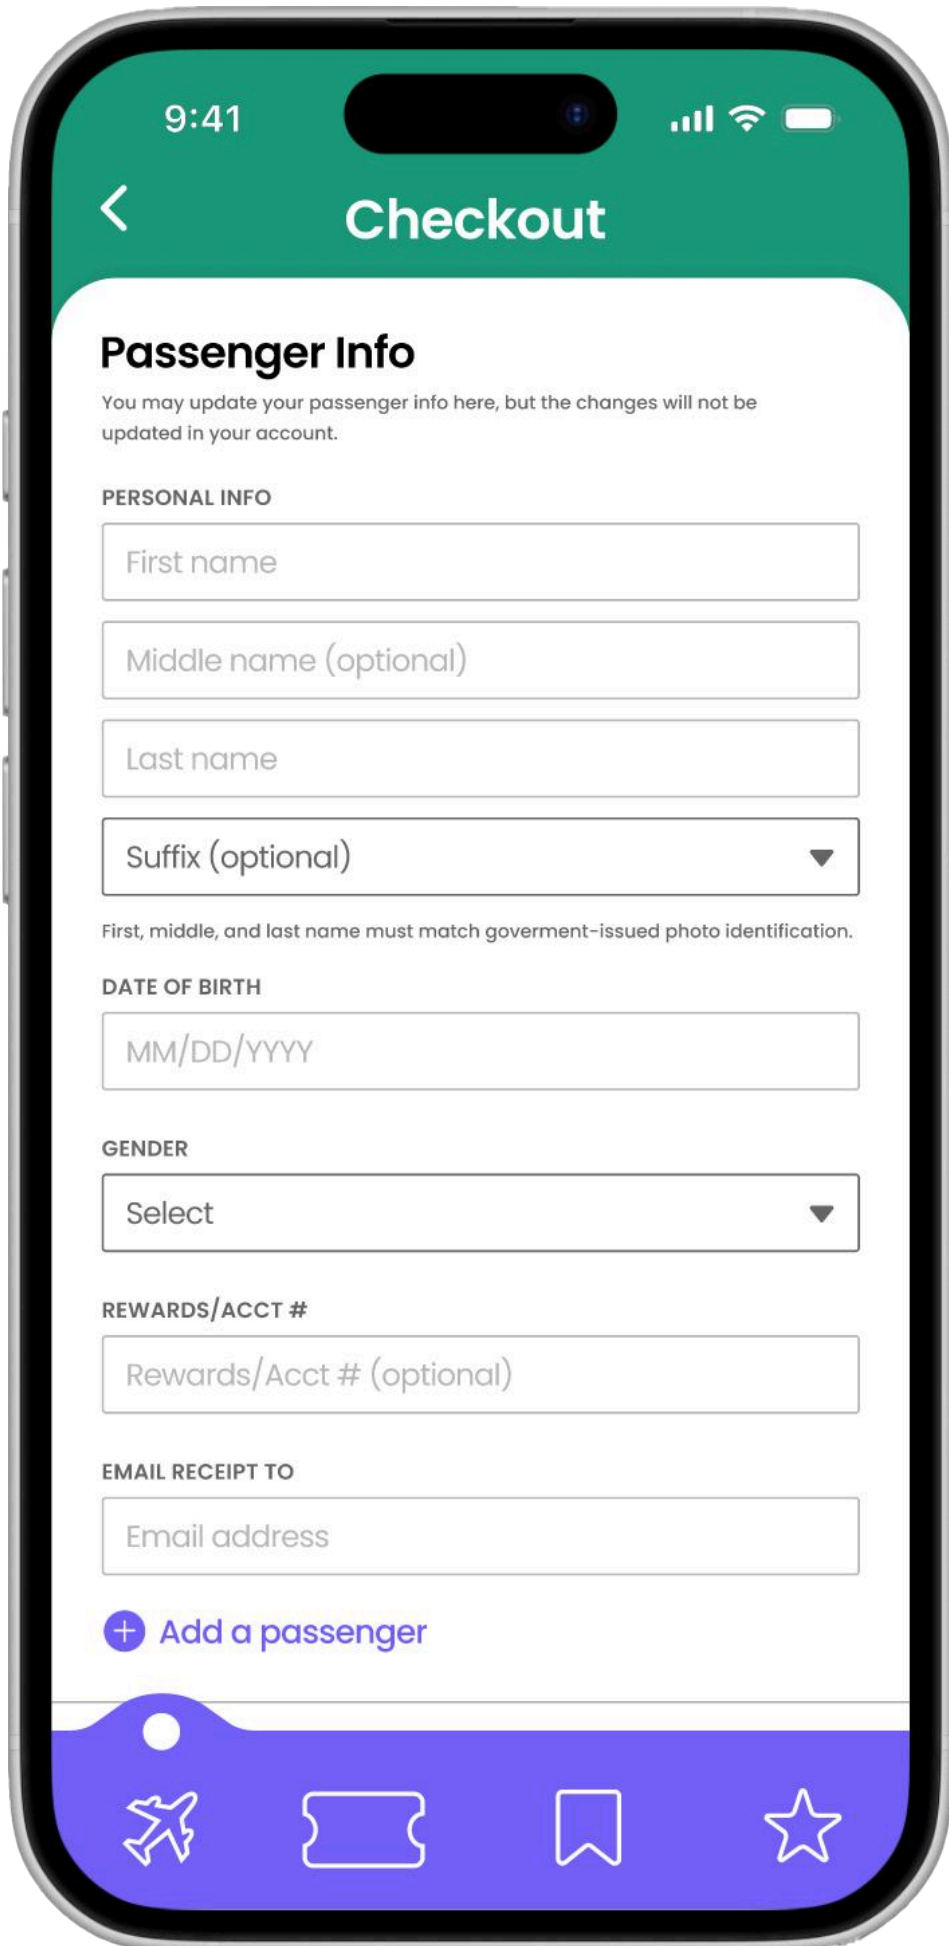 9:41
Checkout
Passenger Info
You may update your passenger info here, but the changes will not be
updated in your account.
PERSONAL INFO
First name
Middle name (optional)
Last name
Suffix (optional)
First, middle, and last name must match goverment-issued photo identification.
DATE OF BIRTH
MM/DD/YYYY
GENDER
Select
REWARDS/ACCT #
Rewards/Acct # (optional)
EMAIL RECEIPT TO
Email address
Add a passenger